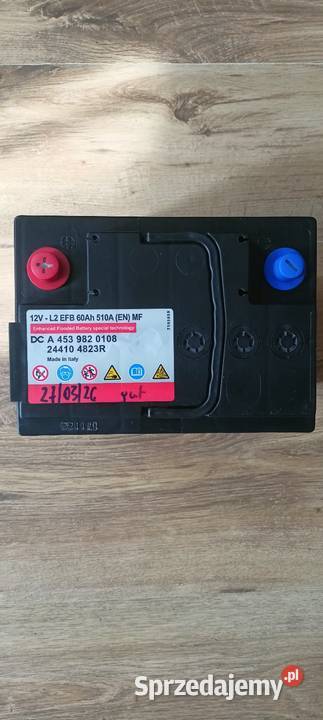 12V - L2 EFB 60Ah 510A (EN) MF
Enhanced Flooded Battery special technology
DC A 453 982 0108
24410 4823R
Made in Italy
27/03/26
Sprzedajemy.pl